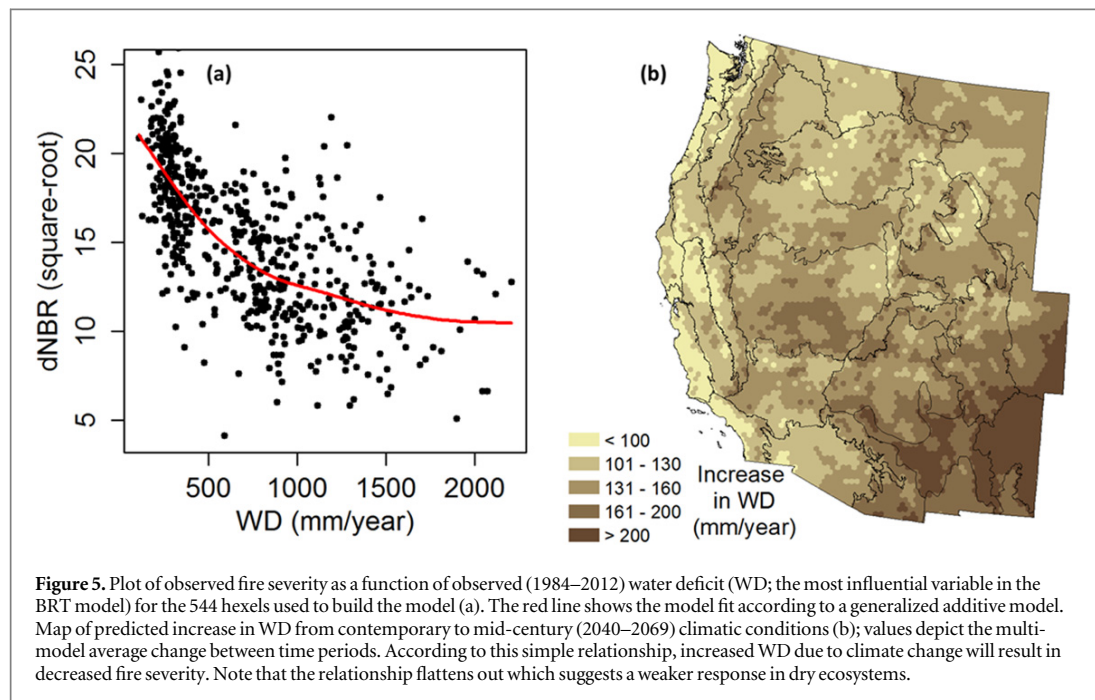 (a)
25
20
15
10
5
dNBR (square-root)
500 1000 1500 2000
WD (mm/year)
(b)
< 100
101 - 130
131 - 160
161 - 200
> 200
Increase
in WD
(mm/year)
Figure 5. Plot of observed fire severity as a function of observed (1984–2012) water deficit (WD; the most influential variable in the
BRT model) for the 544 hexels used to build the model (a). The red line shows the model fit according to a generalized additive model.
Map of predicted increase in WD from contemporary to mid-century (2040–2069) climatic conditions (b); values depict the multi-
model average change between time periods. According to this simple relationship, increased WD due to climate change will result in
decreased fire severity. Note that the relationship flattens out which suggests a weaker response in dry ecosystems.